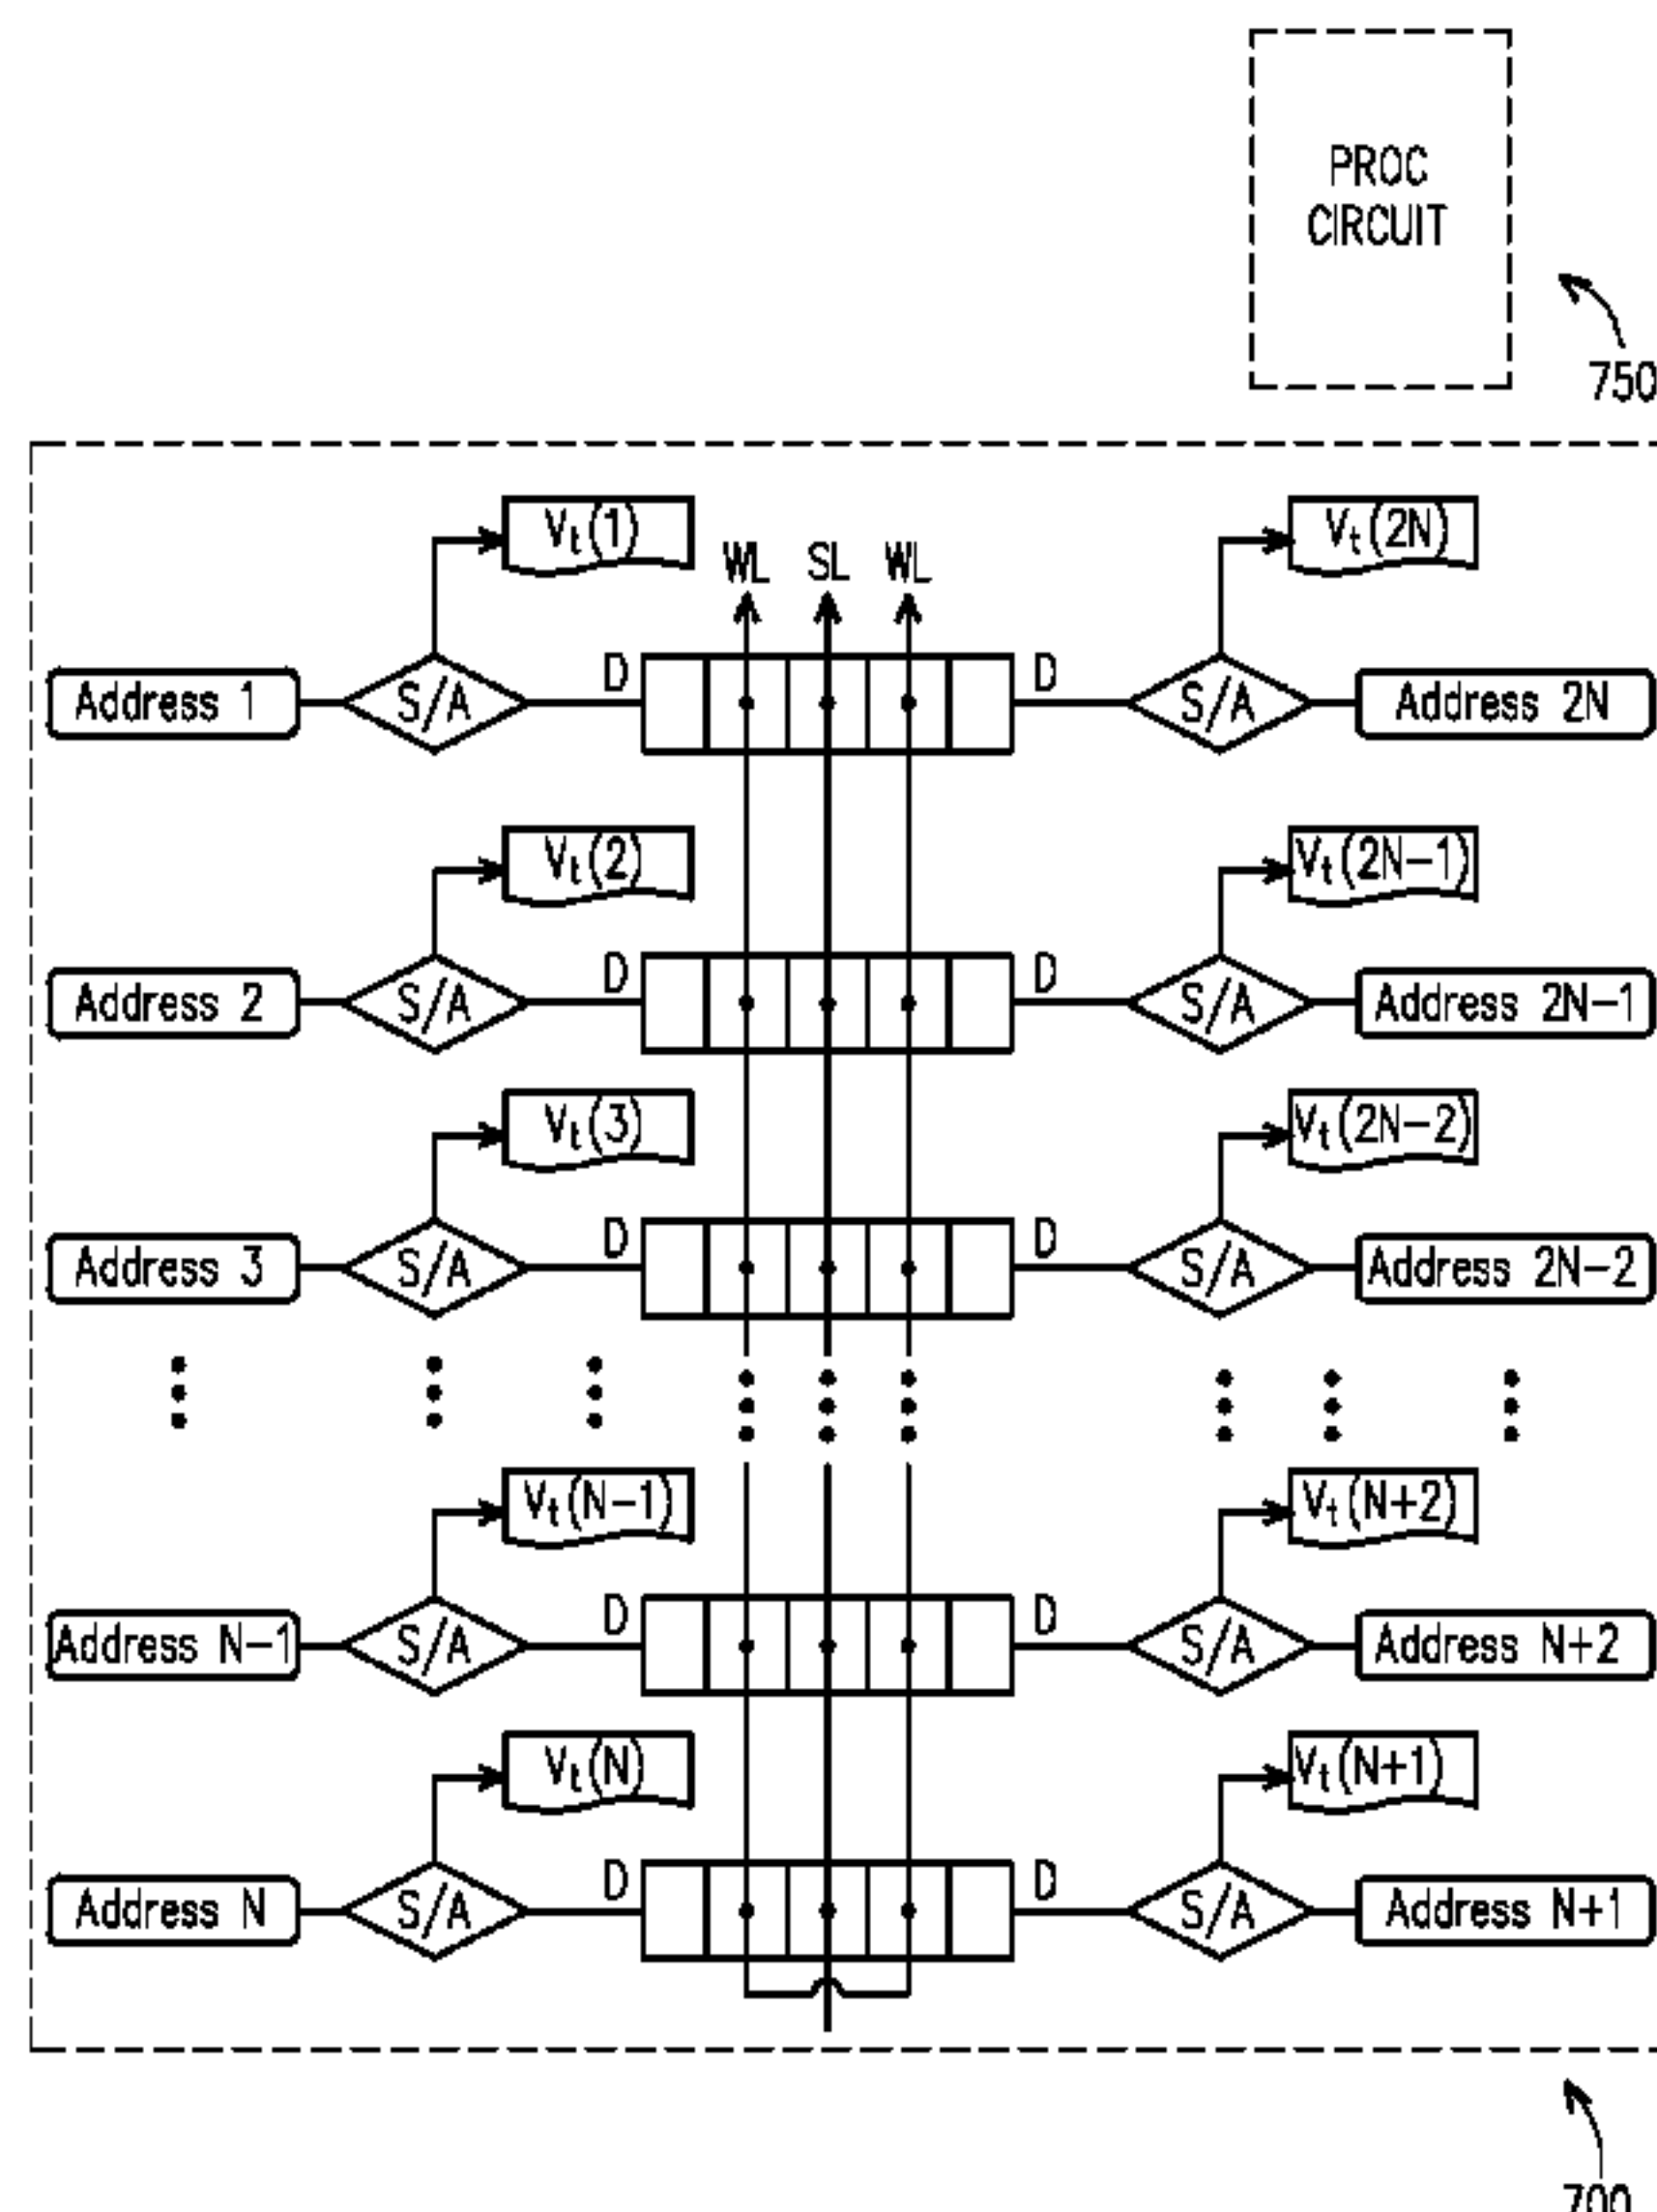 PROC
CIRCUIT
750
Vt(1)
WL SL WL
Vt(2N)
Address 1 S/A D D S/A Address 2N
Vt(2) Vt(2N-1)
Address 2 S/A D D S/A Address 2N-1
Vt(3) Vt(2N-2)
Address 3 S/A D D S/A Address 2N-2
Vt(N-1) Vt(N+2)
Address N-1 S/A D D S/A Address N+2
Vt(N) Vt(N+1)
Address N S/A D D S/A Address N+1
700